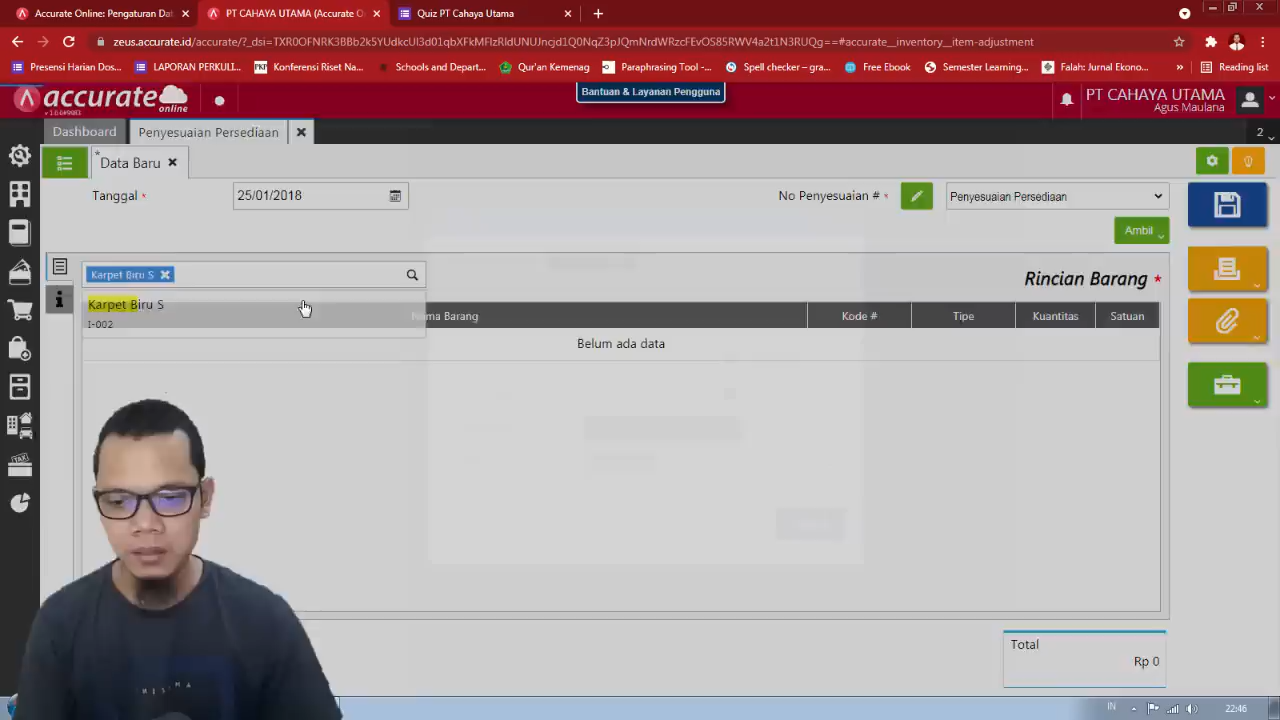 Accurate Online: Pengaturan Dat
PT CAHAYA UTAMA (Accurate O
Quiz PT Cahaya Utama
zeus.accurate.id/accurate/?_dsi=TXR0OFNRK3BBb2k5YUdkcUI3d01qbXFkMFIzRldUNUJncjd1Q0NqZ3pJQmNrdWRzcFEvOS85RWV4a2t1N3RUQg==#accurate__inventory__item-adjustment
Presensi Harian Dos...
LAPORAN PERKULI...
Konferensi Riset Na...
Schools and Depart...
Qur'an Kemenag
Paraphrasing Tool -...
Spell checker – gra...
Free Ebook
Semester Learning...
Falah: Jurnal Ekono...
»
Reading list
accurate online
Bantuan & Layanan Pengguna
PT CAHAYA UTAMA
Agus Maulana
Dashboard
Penyesuaian Persediaan
2
*Data Baru
Tanggal *
25/01/2018
No Penyesuaian # *
Penyesuaian Persediaan
Ambil
Karpet Biru S
Rincian Barang *
Karpet Biru S
I-002
Nama Barang
Kode #
Tipe
Kuantitas
Satuan
Belum ada data
Total
Rp 0
IN
22:46